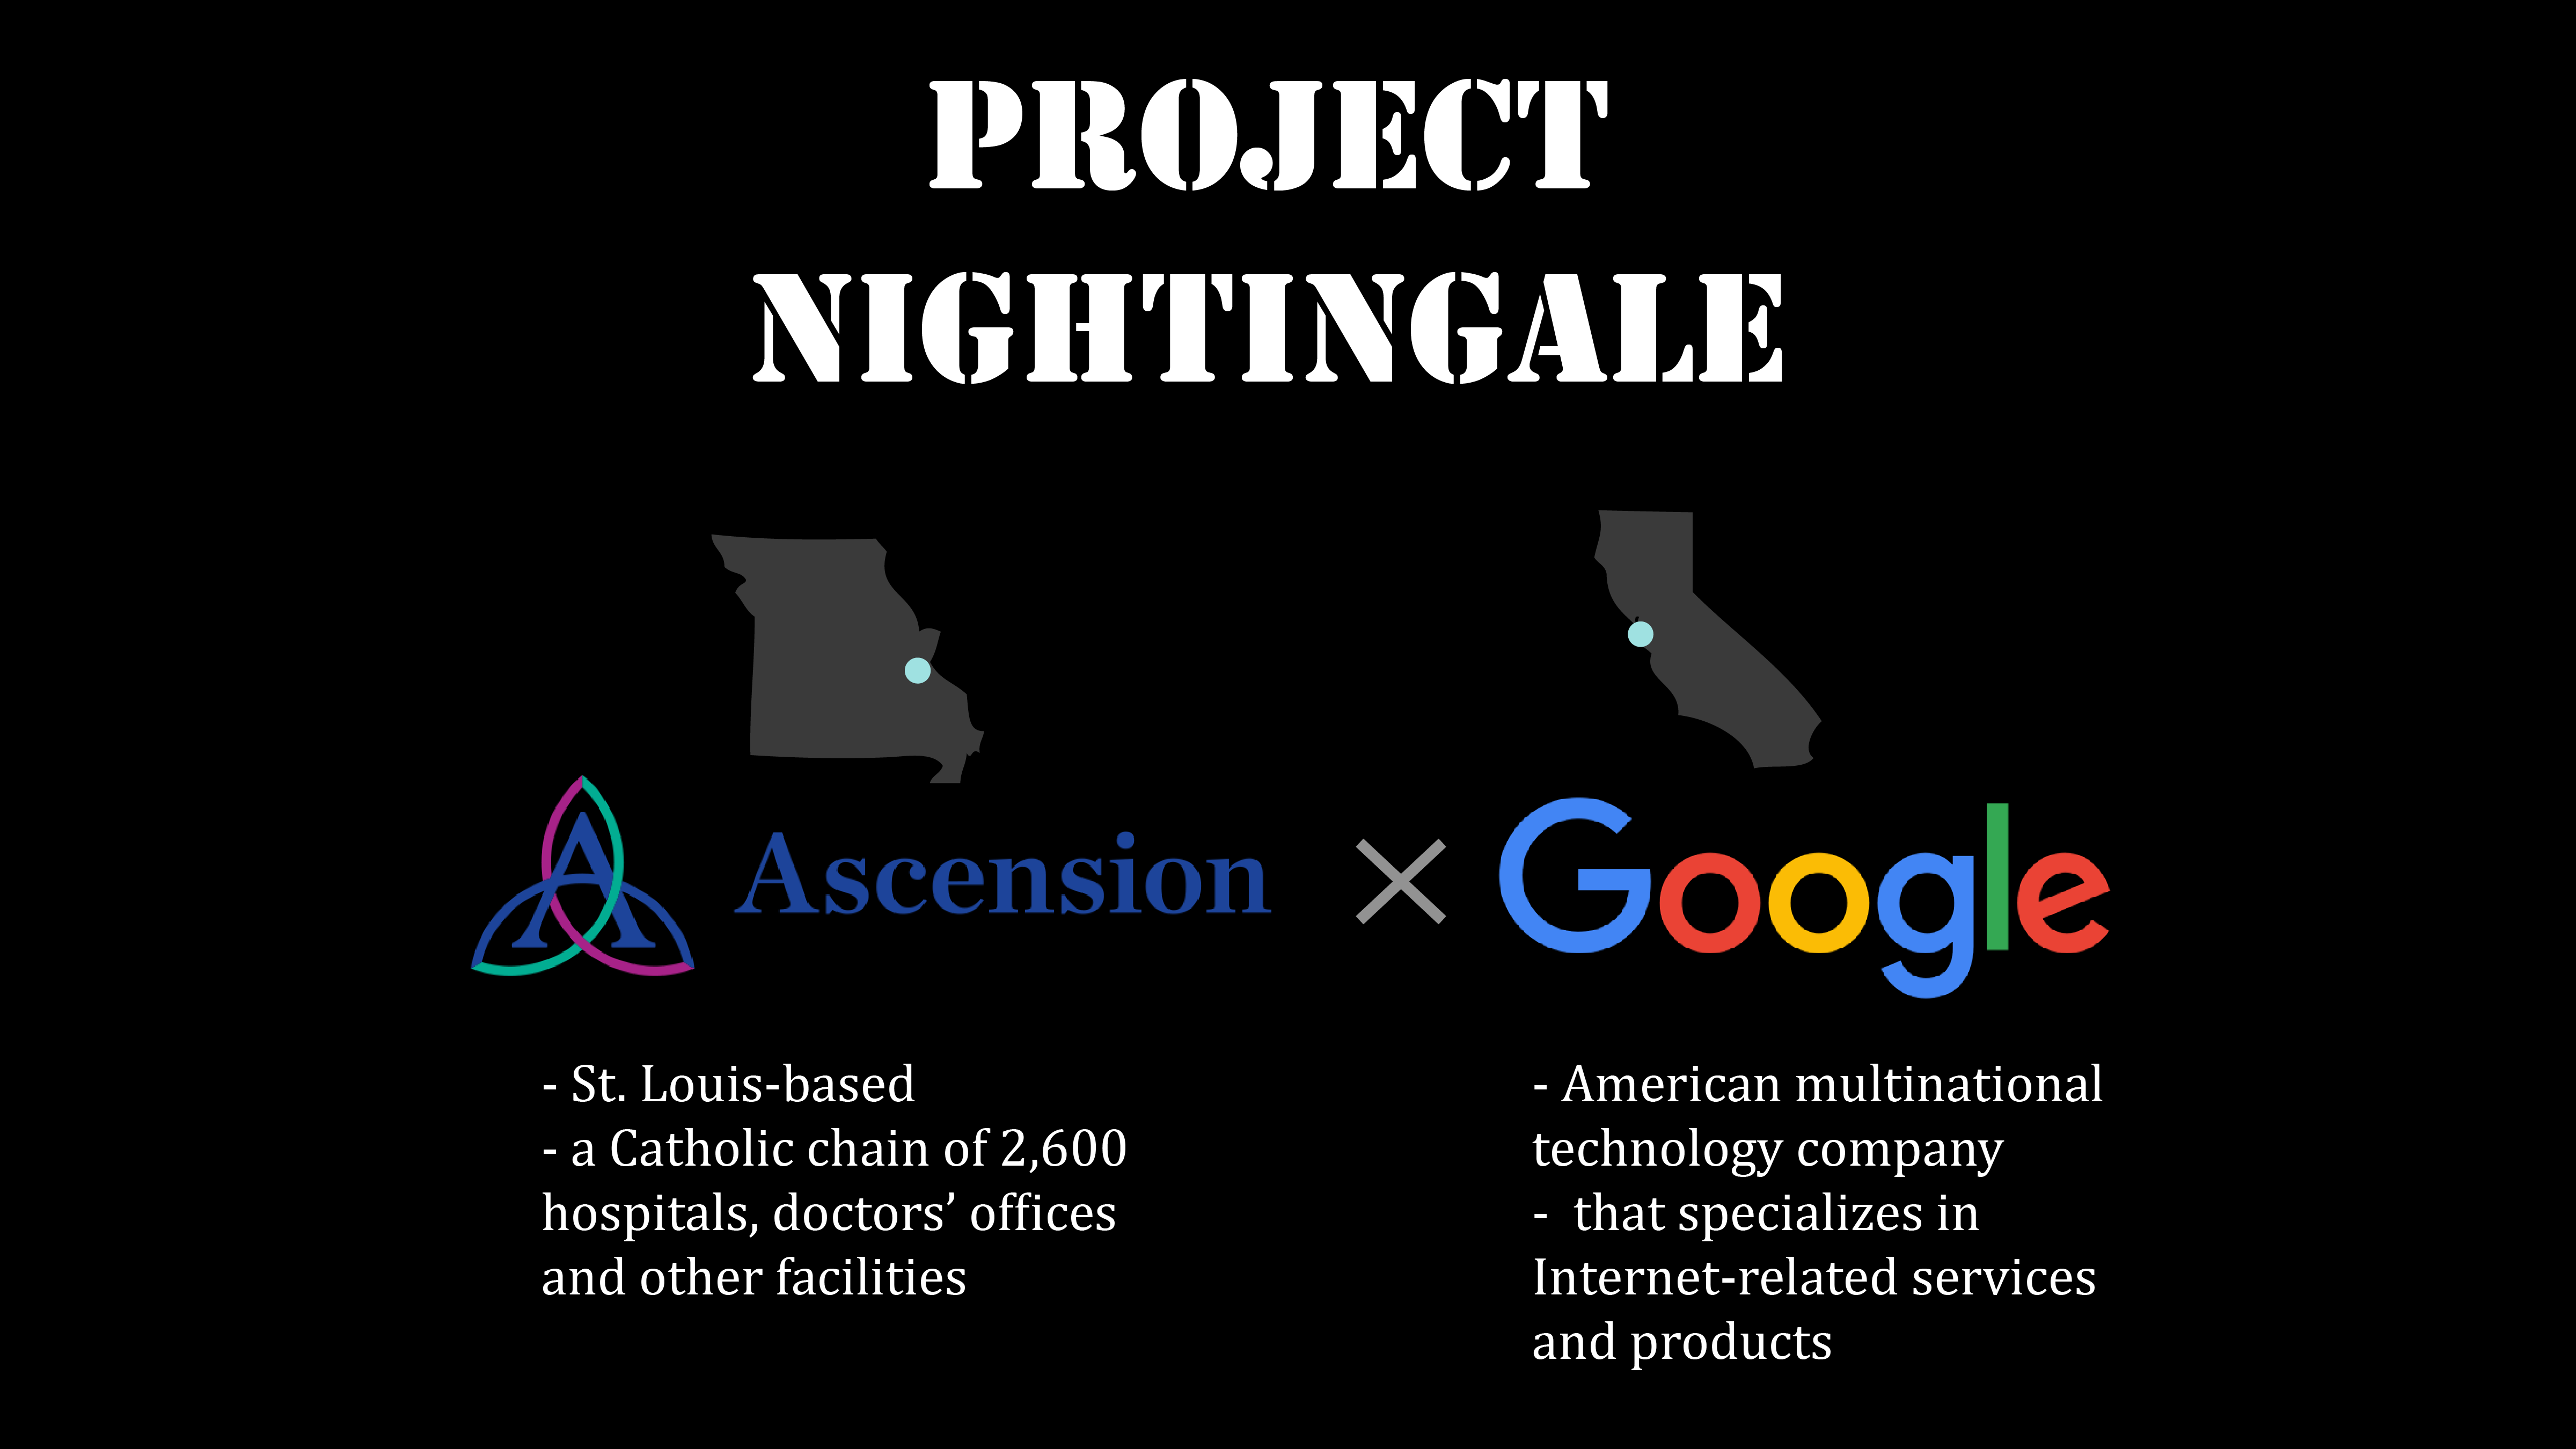 PROJECT
NIGHTINGALE
A Ascension
Google
- St. Louis-based
- a Catholic chain of 2,600
hospitals, doctors’ offices
and other facilities
- American multinational
technology company
-  that specializes in
Internet-related services
and products